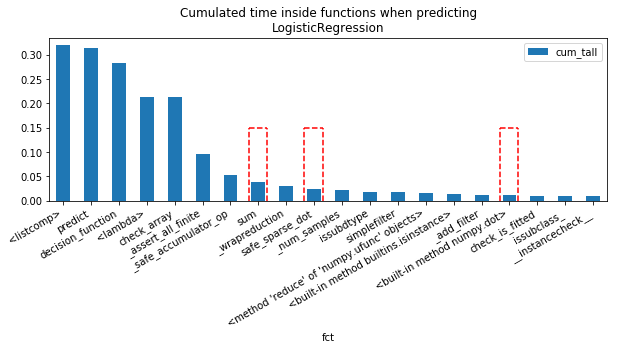 Cumulated time inside functions when predicting
LogisticRegression
cum_tall
0.30
0.25
0.20
0.15
0.10
0.05
0.00
<listcomp>
predict
decision_function
<lambda>
check_array
_assert_all_finite
_safe_accumulator_op
sum
_wrapreduction
safe_sparse_dot
_num_samples
issubdtype
simplefilter
<method 'reduce' of 'numpy.ufunc' objects>
<built-in method builtins.isinstance>
_add_filter
<built-in method numpy.dot>
check_is_fitted
issubclass_
__instancecheck__
fct